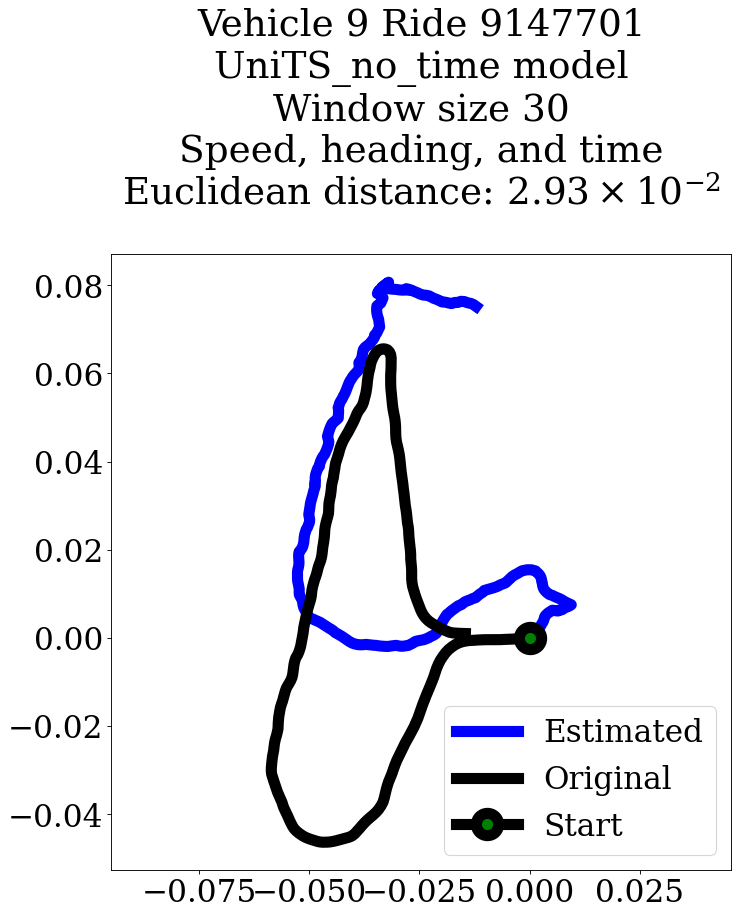 Vehicle 9 Ride 9147701
UniTS_no_time model
Window size 30
Speed, heading, and time
Euclidean distance: 2.93 × 10⁻²
0.08
0.06
0.04
0.02
0.00
−0.02
−0.04
Estimated
Original
Start
−0.075 −0.050 −0.025 0.000 0.025